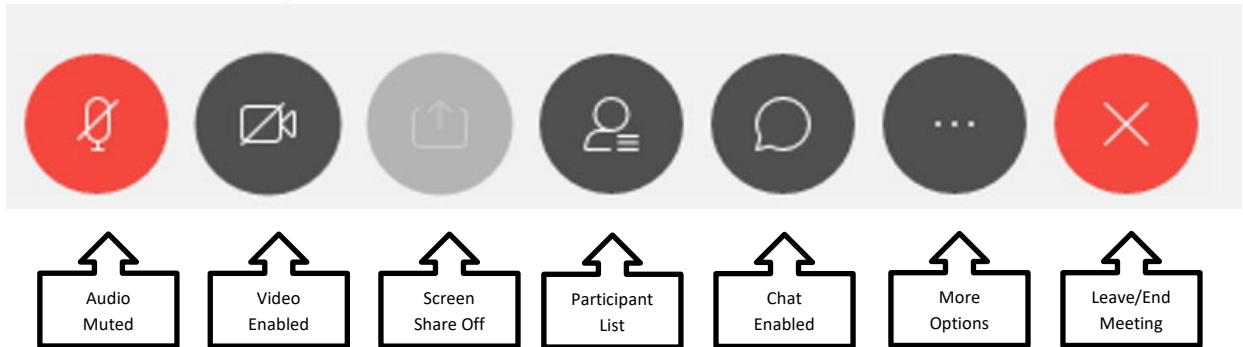 Audio
Muted
Video
Enabled
Screen
Share Off
Participant
List
Chat
Enabled
More
Options
Leave/End
Meeting